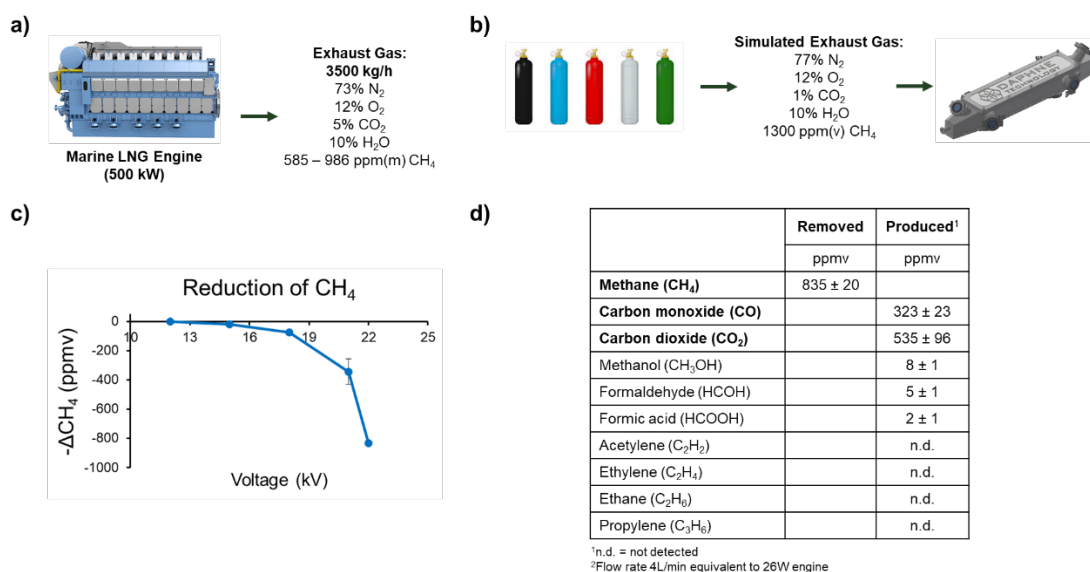 a)
Marine LNG Engine
(500 kW)
Exhaust Gas:
3500 kg/h
73% N₂
12% O₂
5% CO₂
10% H₂O
585 – 986 ppm(m) CH₄
b)
Simulated Exhaust Gas:
77% N₂
12% O₂
1% CO₂
10% H₂O
1300 ppm(v) CH₄
DAPHNE
TECHNOLOGY
c)
Reduction of CH₄
0
-200
-400
-600
-800
-1000
10 13 16 19 22 25
-ΔCH₄ (ppmv)
Voltage (kV)
d)
Removed Produced¹
ppmv ppmv
Methane (CH₄) 835 ± 20
Carbon monoxide (CO) 323 ± 23
Carbon dioxide (CO₂) 535 ± 96
Methanol (CH₃OH) 8 ± 1
Formaldehyde (HCOH) 5 ± 1
Formic acid (HCOOH) 2 ± 1
Acetylene (C₂H₂) n.d.
Ethylene (C₂H₄) n.d.
Ethane (C₂H₆) n.d.
Propylene (C₃H₆) n.d.
¹n.d. = not detected
²Flow rate 4L/min equivalent to 26W engine